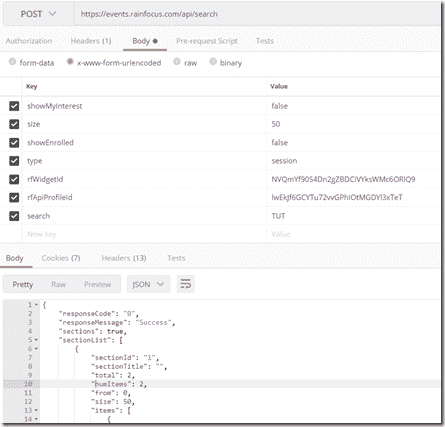 POST https://events.rainfocus.com/api/search
Authorization Headers (1) Body Pre-request Script Tests
form-data x-www-form-urlencoded raw binary
Key Value
showMyInterest false
size 50
showEnrolled false
type session
rfWidgetId
rfApiProfileId
search TUT
New key Value
Body Cookies (7) Headers (13) Tests
Pretty Raw Preview JSON
1 {
2 "responseCode": "0",
3 "responseMessage": "Success",
4 "sections": true,
5 "sectionList": [
6 {
7 "sectionId": "1",
8 "sectionTitle": "",
9 "total": 2,
10 "numItems": 2,
11 "from": 0,
12 "size": 50,
13 "items": [
14 {